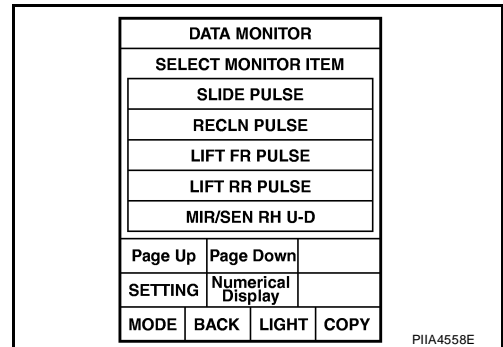 DATA MONITOR
SELECT MONITOR ITEM
SLIDE PULSE
RECLN PULSE
LIFT FR PULSE
LIFT RR PULSE
MIR/SEN RH U-D
Page Up Page Down
SETTING Numerical Display
MODE BACK LIGHT COPY
PIIA4558E